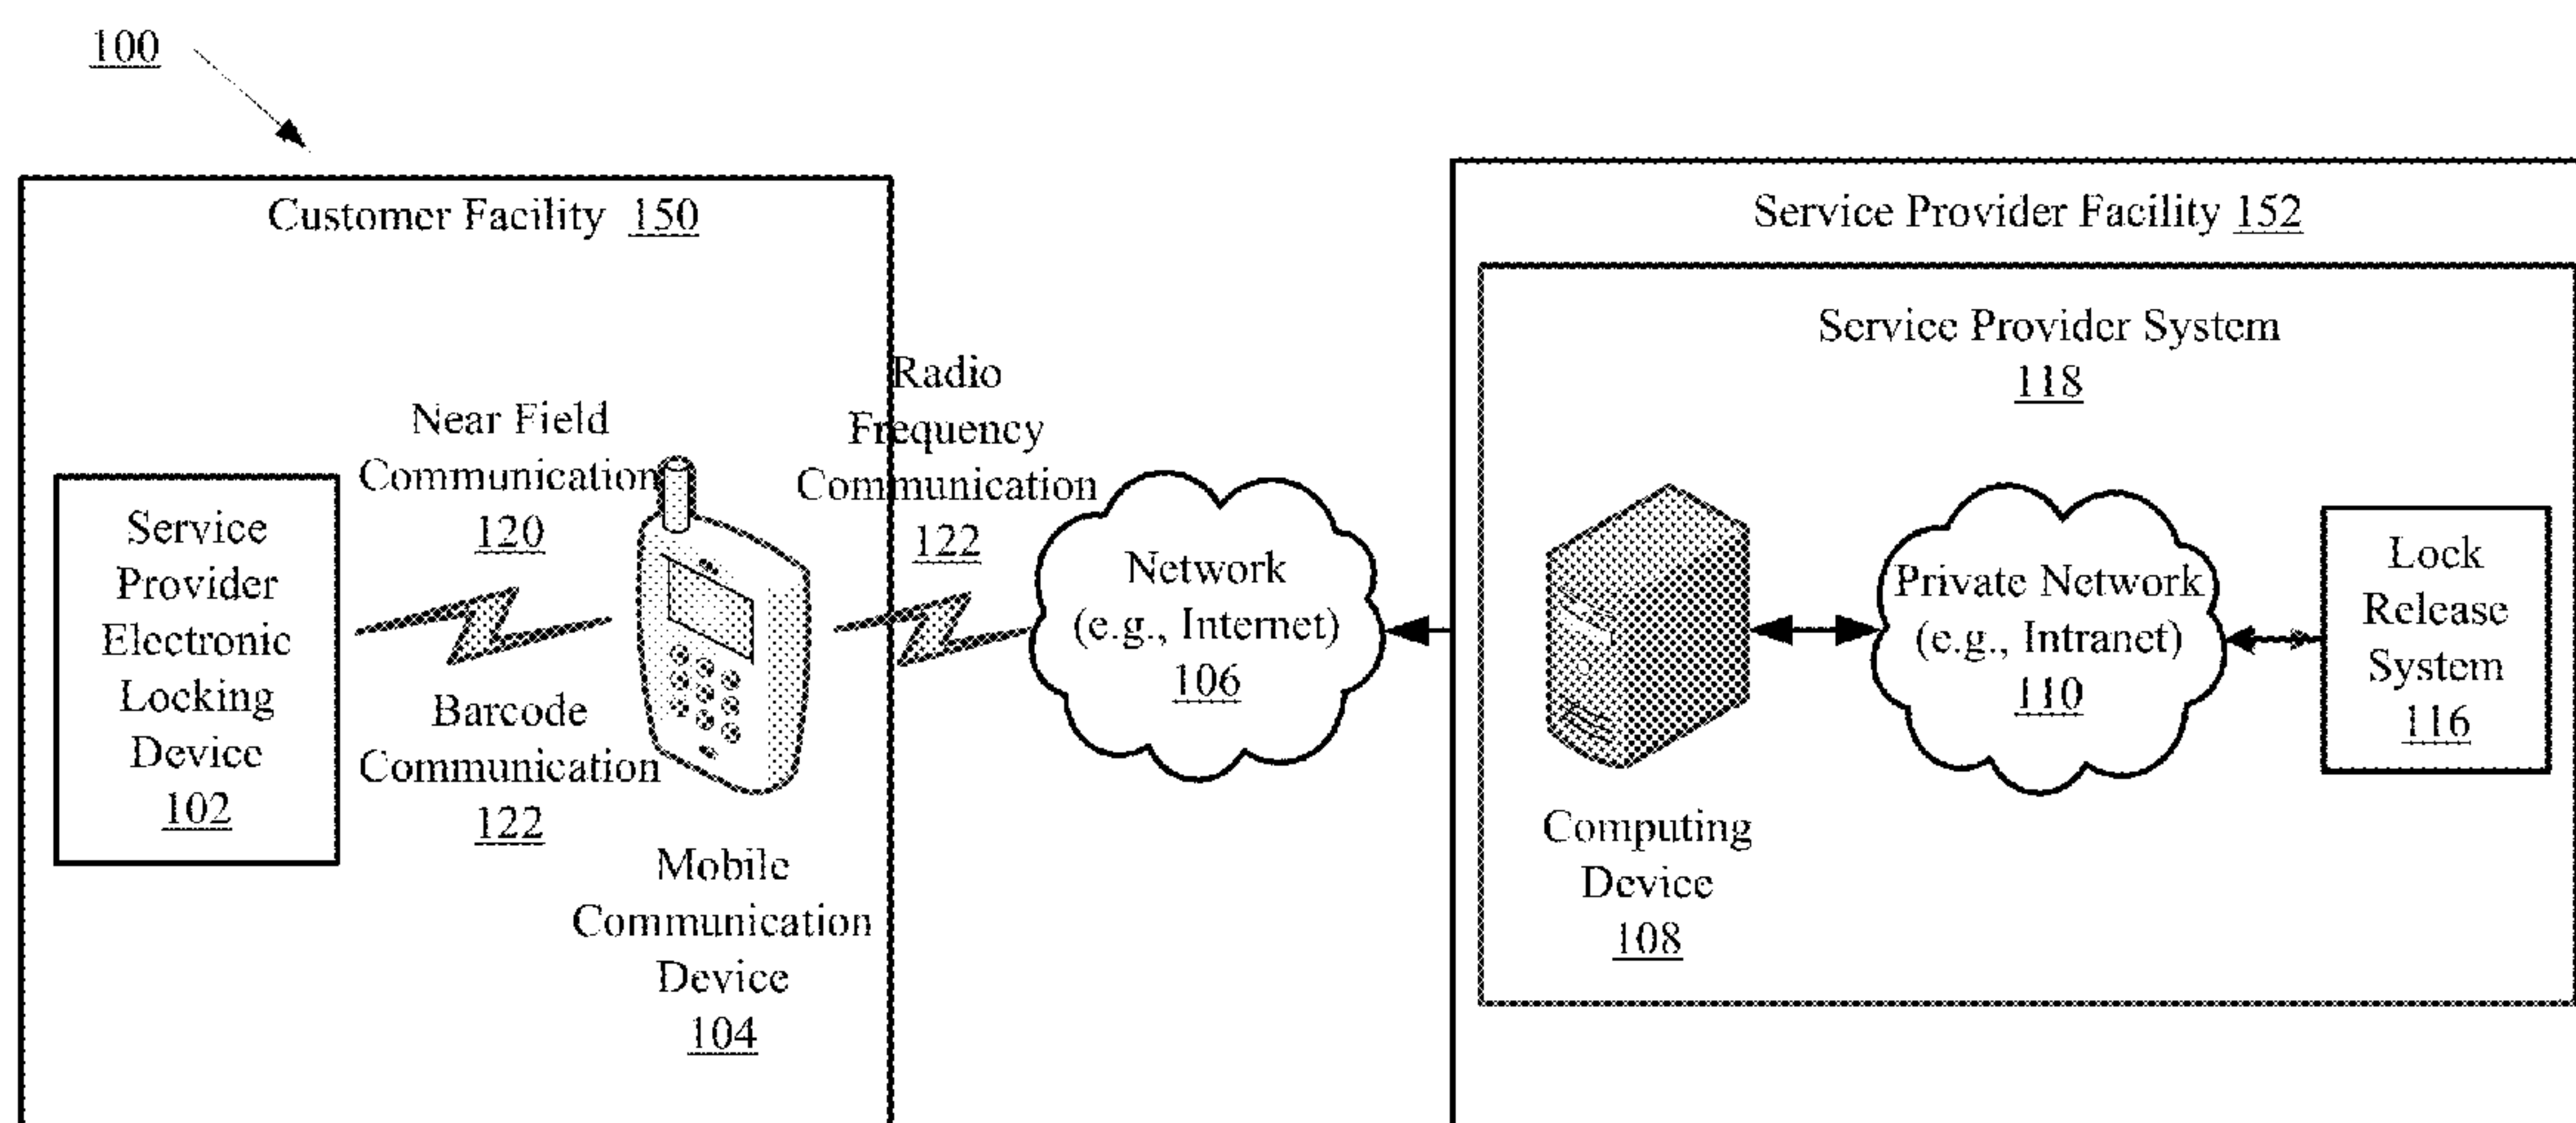 100
Customer Facility 150
Service Provider Facility 152
Service Provider System
118
Service
Provider
Electronic
Locking
Device
102
Near Field
Communication
120
Barcode
Communication
122
Mobile
Communication
Device
104
Radio
Frequency
Communication
122
Network
(e.g., Internet)
106
Computing
Device
108
Private Network
(e.g., Intranet)
110
Lock
Release
System
116